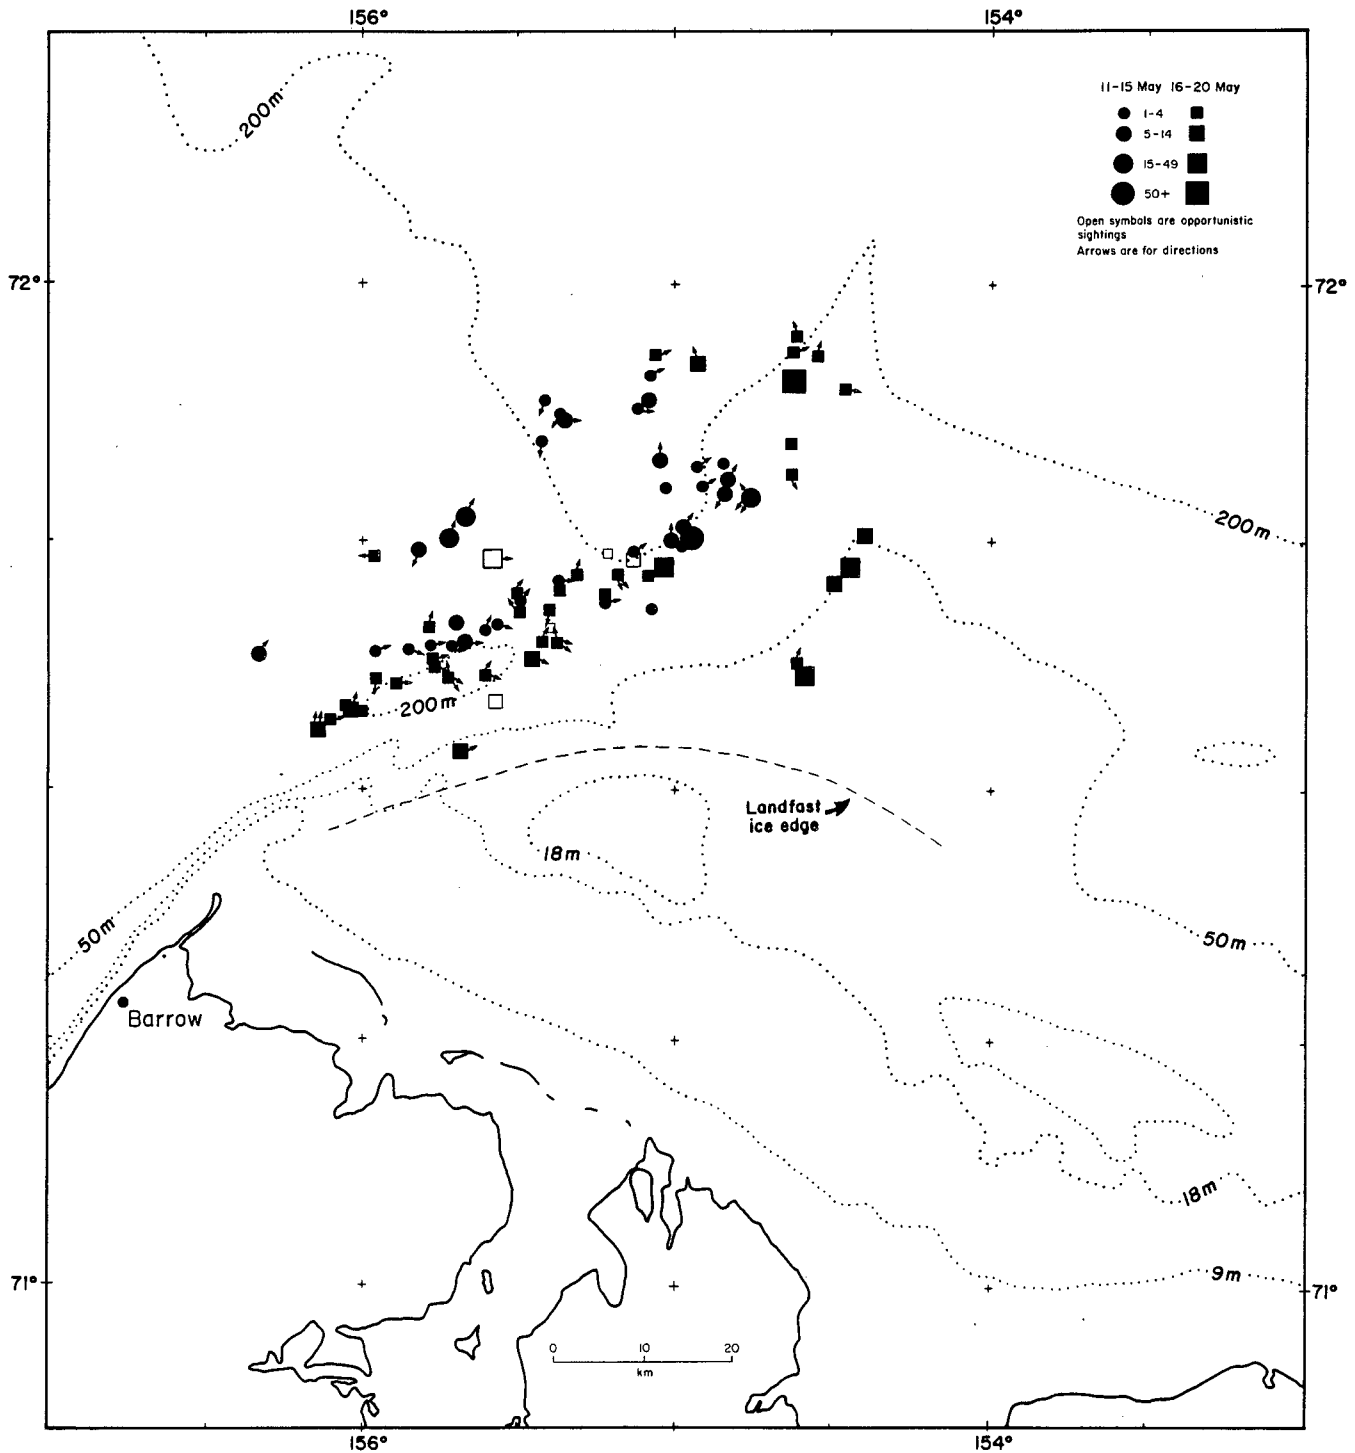 156° 154°
11-15 May 16-20 May
1-4
5-14
15-49
50+
Open symbols are opportunistic
sightings
Arrows are for directions
200m
72° 72°
200m
200m
Landfast
ice edge
18m
50m
50m
Barrow
18m
9m
71° 71°
0 10 20
km
156° 154°